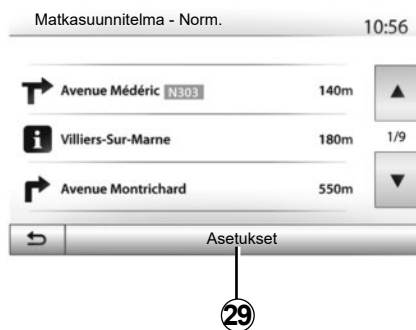 Matkasuunnitelma - Norm. 10:56
Avenue Médéric N303 140m
Villiers-Sur-Marne 180m
1/9
Avenue Montrichard 550m
Asetukset
29